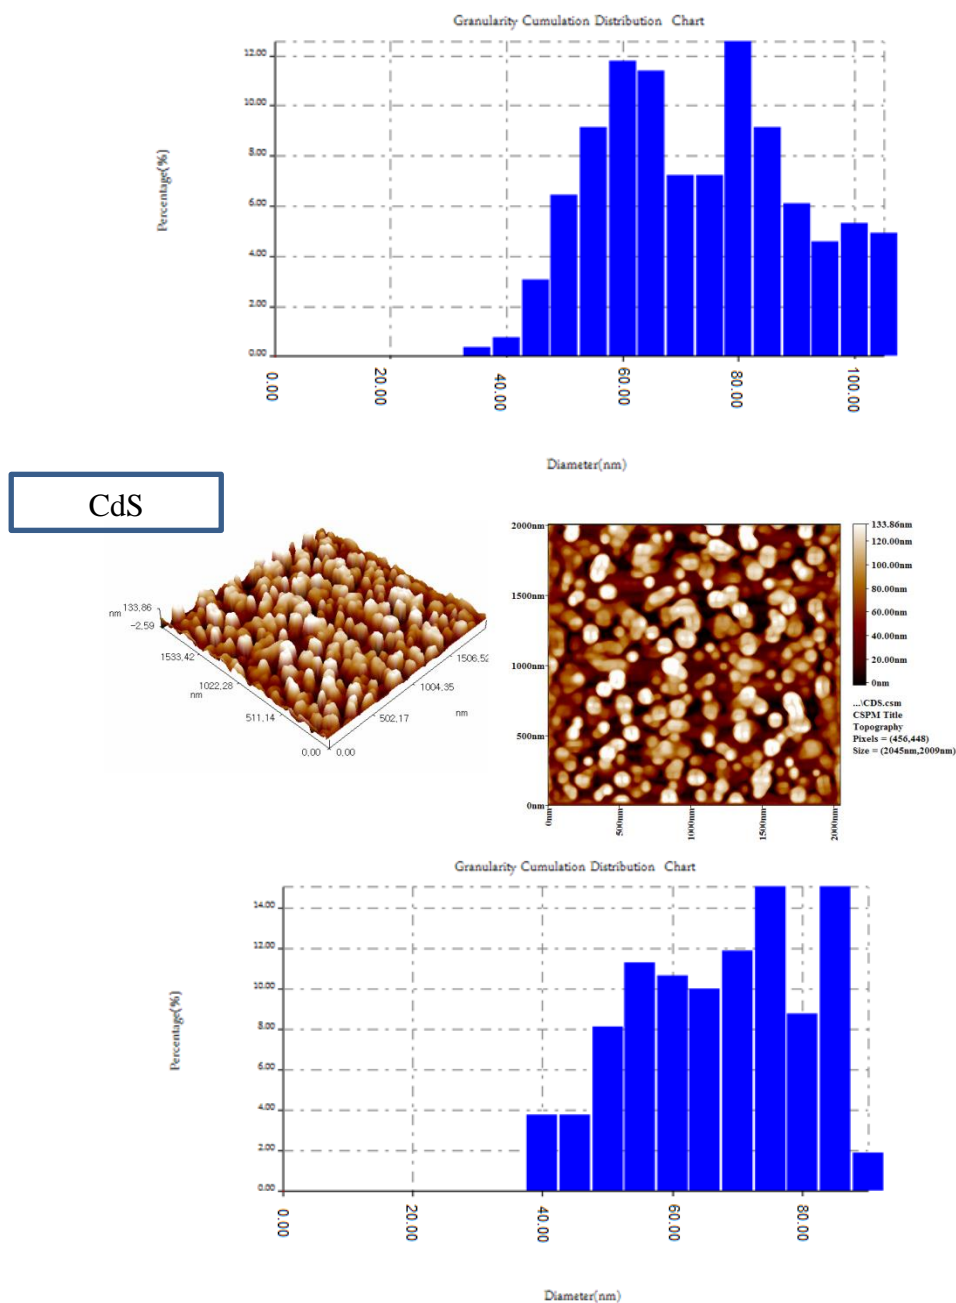 Granularity Cumulation Distribution Chart
12.00
10.00
8.00
6.00
4.00
2.00
0.00
Percentage(%)
0.00
20.00
40.00
60.00
80.00
100.00
Diameter(nm)
CdS
nm
133,86
-2,59
1533,42
1022,28
nm
511,14
0,00
0,00
502,17
1004,35
1506,52
nm
2000nm
1500nm
1000nm
500nm
0nm
0nm
500nm
1000nm
1500nm
2000nm
133.86nm
120.00nm
100.00nm
80.00nm
60.00nm
40.00nm
20.00nm
0nm
...\CDS.csm
CSPM Title
Topography
Pixels = (456,448)
Size = (2045nm,2009nm)
Granularity Cumulation Distribution Chart
14.00
12.00
10.00
8.00
6.00
4.00
2.00
0.00
Percentage(%)
0.00
20.00
40.00
60.00
80.00
Diameter(nm)